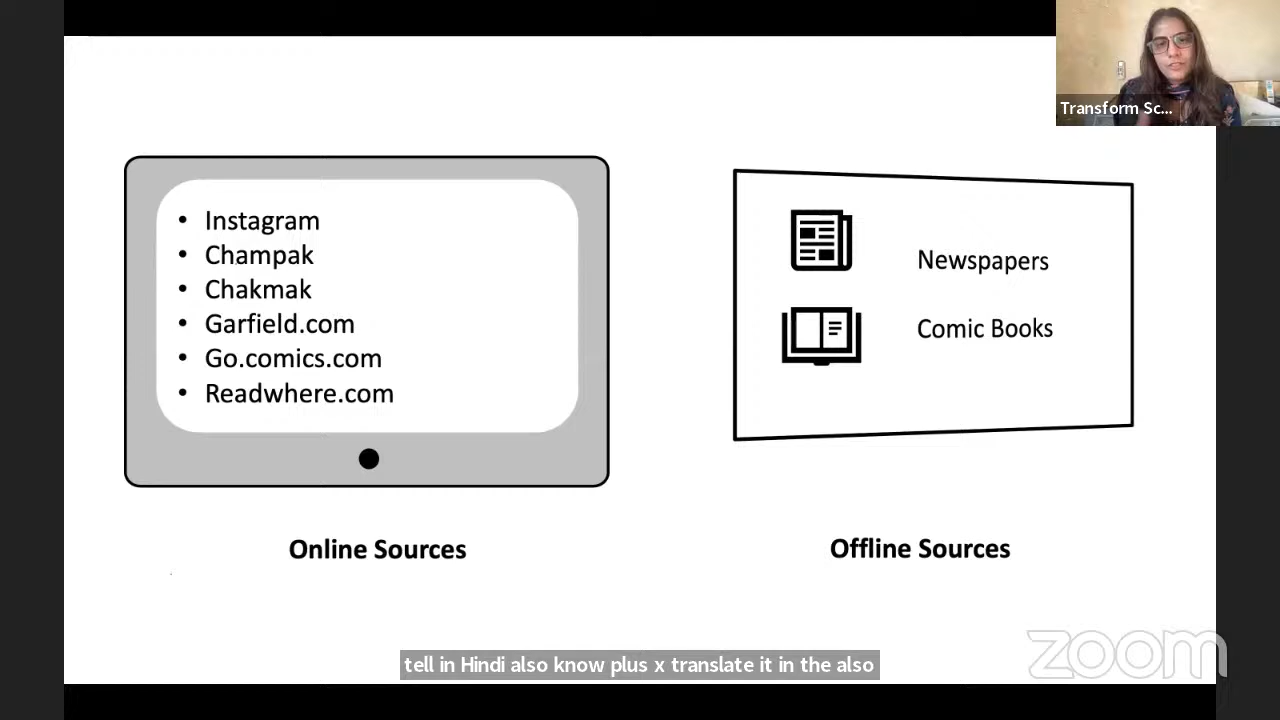 Transform Sc...
• Instagram
• Champak
• Chakmak
• Garfield.com
• Go.comics.com
• Readwhere.com
Newspapers
Comic Books
Online Sources
Offline Sources
tell in Hindi also know plus x translate it in the also
zoom